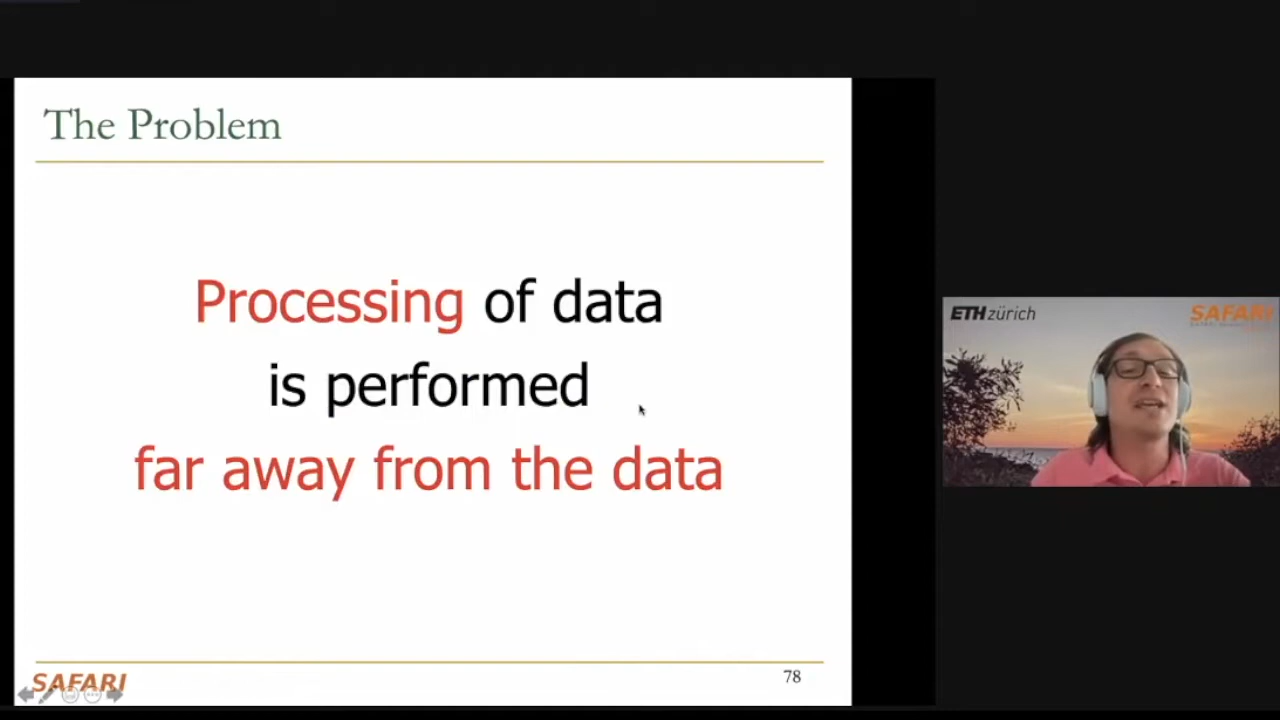 The Problem
Processing of data
is performed
far away from the data
SAFARI
78
ETH zürich
SAFARI